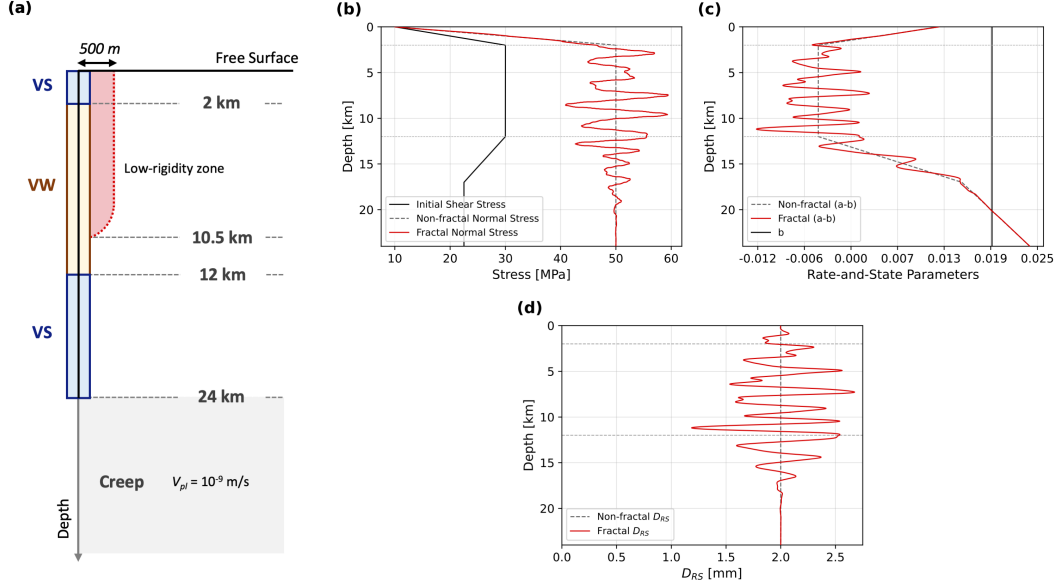 (a)
500 m
Free Surface
VS
2 km
Low-rigidity zone
VW
10.5 km
12 km
VS
24 km
Creep
V_pl = 10^-9 m/s
Depth
(b)
0
5
10
15
20
Depth [km]
Initial Shear Stress
Non-fractal Normal Stress
Fractal Normal Stress
10 20 30 40 50 60
Stress [MPa]
(c)
0
5
10
15
20
Depth [km]
Non-fractal (a-b)
Fractal (a-b)
b
-0.012 -0.006 0.000 0.007 0.013 0.019 0.025
Rate-and-State Parameters
(d)
0
5
10
15
20
Depth [km]
Non-fractal D_RS
Fractal D_RS
0.0 0.5 1.0 1.5 2.0 2.5
D_RS [mm]